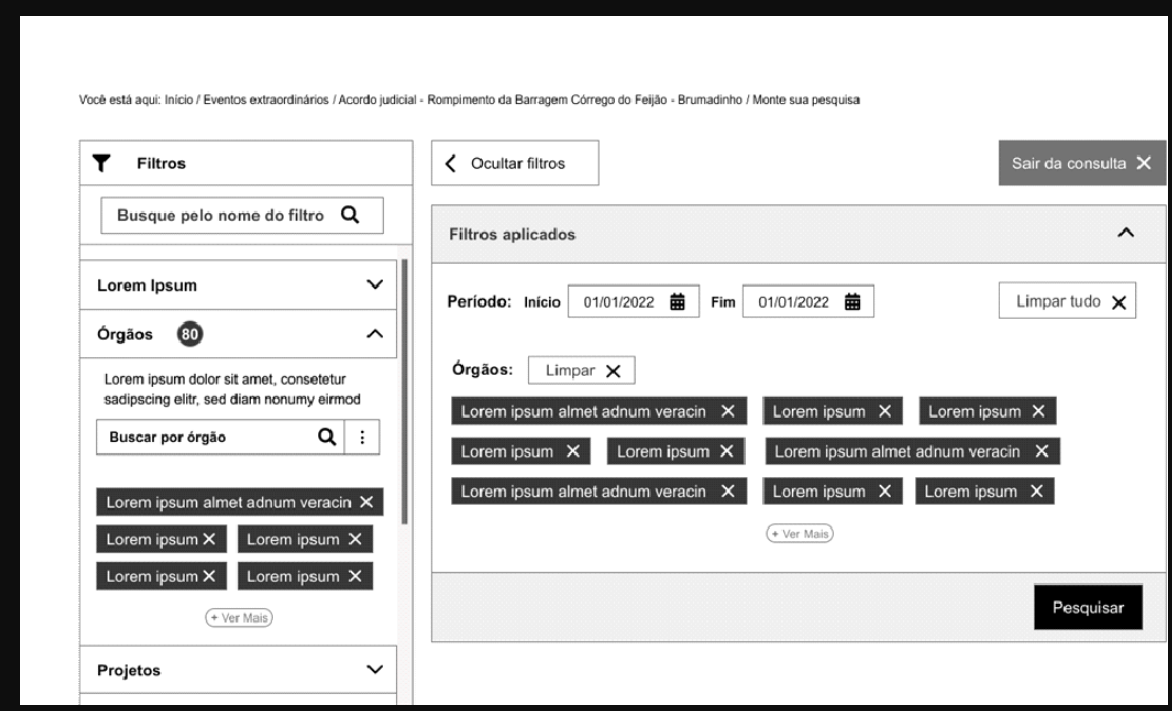 Você está aqui: Início / Eventos extraordinários / Acordo judicial - Rompimento da Barragem Córrego do Feijão - Brumadinho / Monte sua pesquisa
Filtros
Busque pelo nome do filtro
Lorem Ipsum
Órgãos 80
Lorem ipsum dolor sit amet, consetetur
sadipscing elitr, sed diam nonumy eirmod
Buscar por órgão
Lorem ipsum almet adnum veracin
Lorem ipsum Lorem ipsum
Lorem ipsum Lorem ipsum
+ Ver Mais
Projetos
Ocultar filtros
Sair da consulta
Filtros aplicados
Período: Início 01/01/2022 Fim 01/01/2022 Limpar tudo
Órgãos: Limpar
Lorem ipsum almet adnum veracin Lorem ipsum Lorem ipsum
Lorem ipsum Lorem ipsum Lorem ipsum almet adnum veracin
Lorem ipsum almet adnum veracin Lorem ipsum Lorem ipsum
+ Ver Mais
Pesquisar